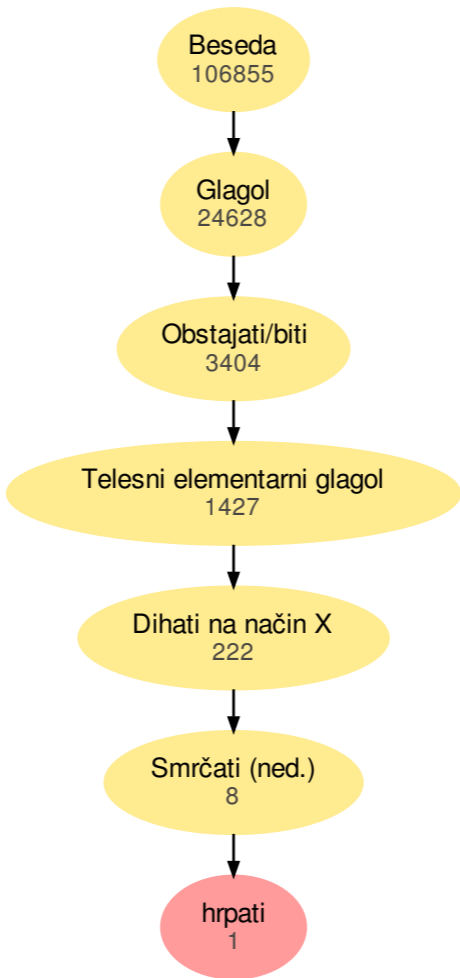 Beseda
106855
Glagol
24628
Obstajati/biti
3404
Telesni elementarni glagol
1427
Dihati na način X
222
Smrčati (ned.)
8
hrpati
1